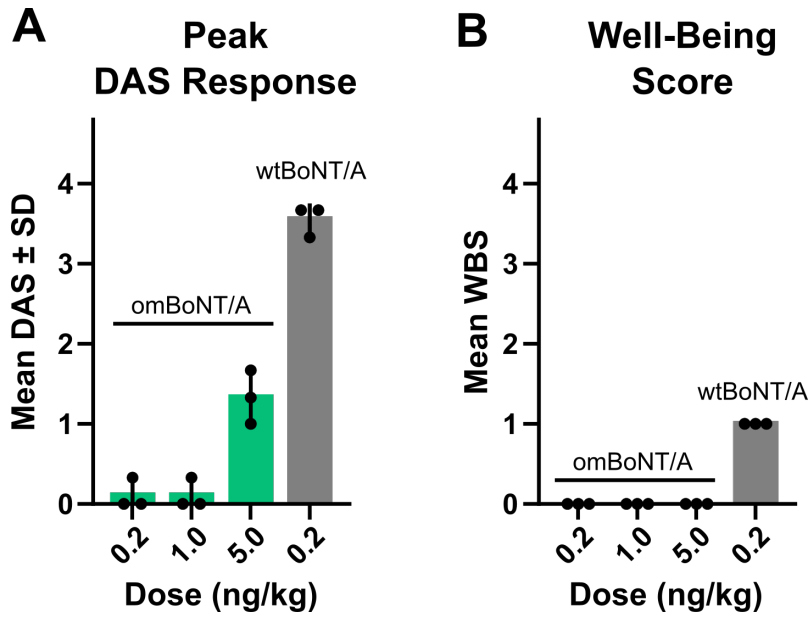 A
Peak
DAS Response
Mean DAS ± SD
4
3
2
1
0
omBoNT/A
wtBoNT/A
0.2
1.0
5.0
0.2
Dose (ng/kg)
B
Well-Being
Score
Mean WBS
4
3
2
1
0
omBoNT/A
wtBoNT/A
0.2
1.0
5.0
0.2
Dose (ng/kg)